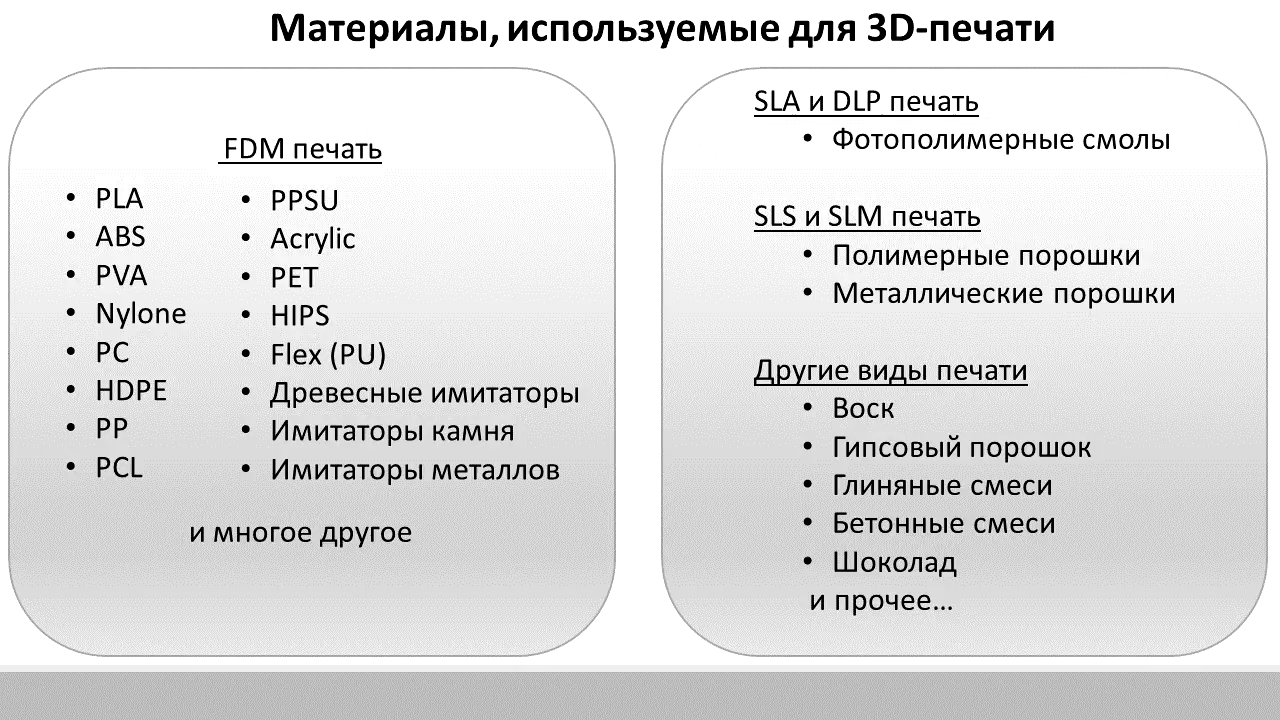 Материалы, используемые для 3D-печати
FDM печать
• PLA
• ABS
• PVA
• Nylone
• PC
• HDPE
• PP
• PCL
• PPSU
• Acrylic
• PET
• HIPS
• Flex (PU)
• Древесные имитаторы
• Имитаторы камня
• Имитаторы металлов
и многое другое
SLA и DLP печать
• Фотополимерные смолы
SLS и SLM печать
• Полимерные порошки
• Металлические порошки
Другие виды печати
• Воск
• Гипсовый порошок
• Глиняные смеси
• Бетонные смеси
• Шоколад
и прочее...